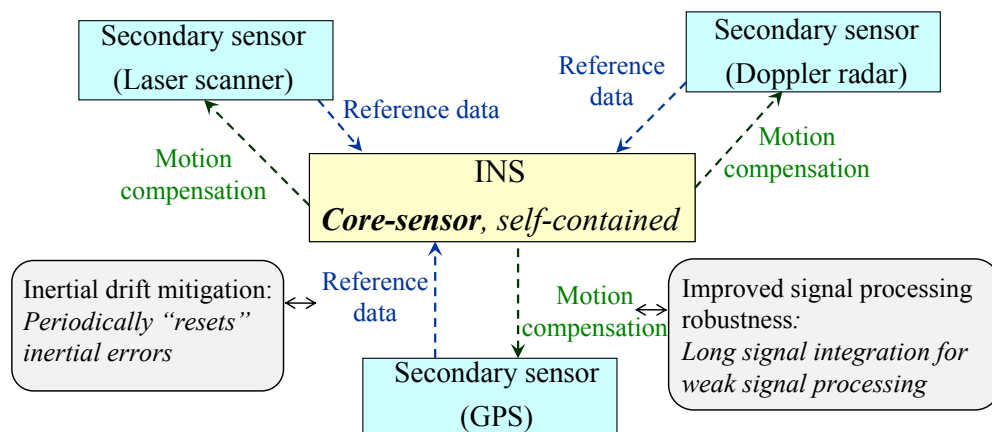 Secondary sensor
(Laser scanner)
Secondary sensor
(Doppler radar)
Reference
data
Reference data
Motion
compensation
Motion
compensation
INS
Core-sensor, self-contained
Inertial drift mitigation:
Periodically “resets”
inertial errors
Reference
data
Motion
compensation
Improved signal processing
robustness:
Long signal integration for
weak signal processing
Secondary sensor
(GPS)